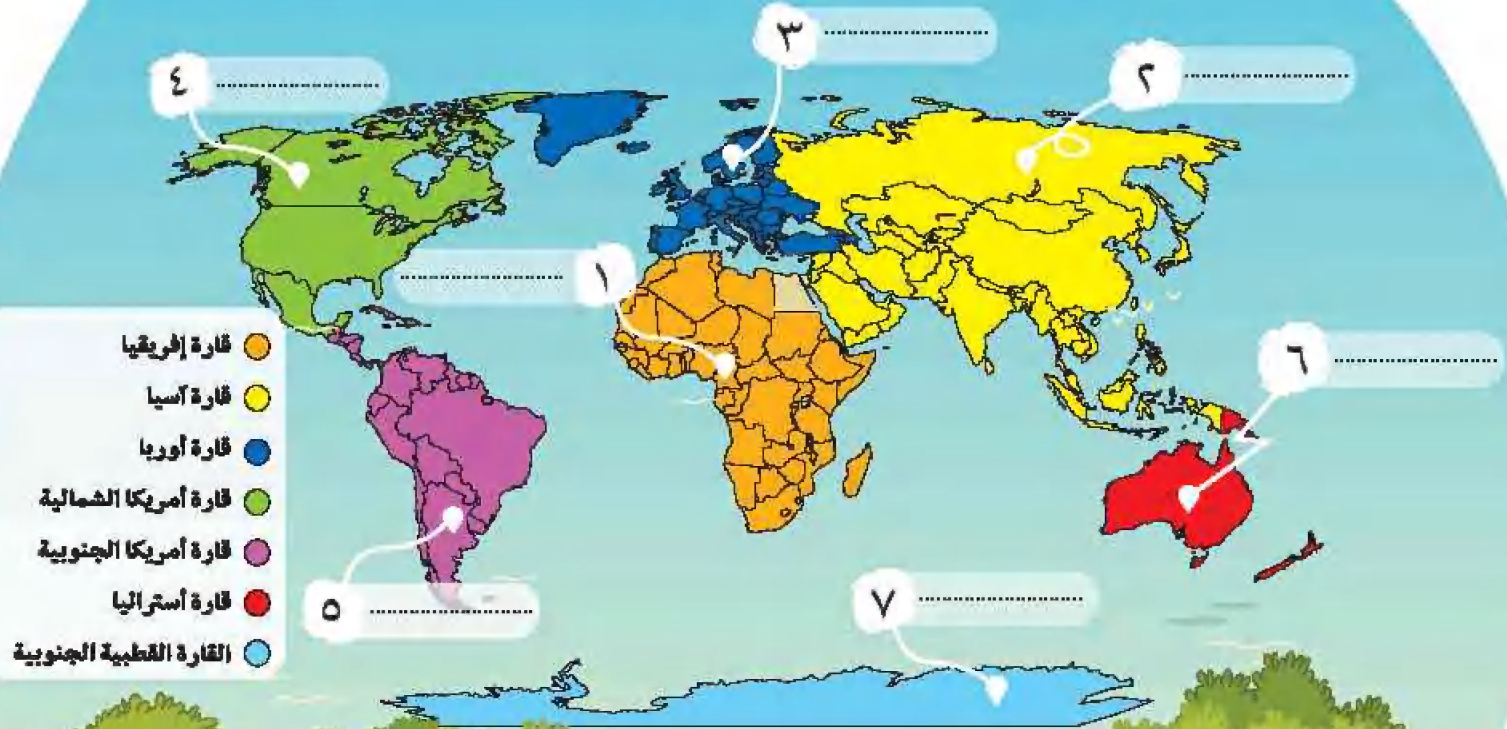 ٣ ....................
٢ ....................
٤ ....................
١ ....................
٦ ....................
٥ ....................
٧ ....................
قارة إفريقيا
قارة آسيا
قارة أوربا
قارة أمريكا الشمالية
قارة أمريكا الجنوبية
قارة أستراليا
القارة القطبية الجنوبية